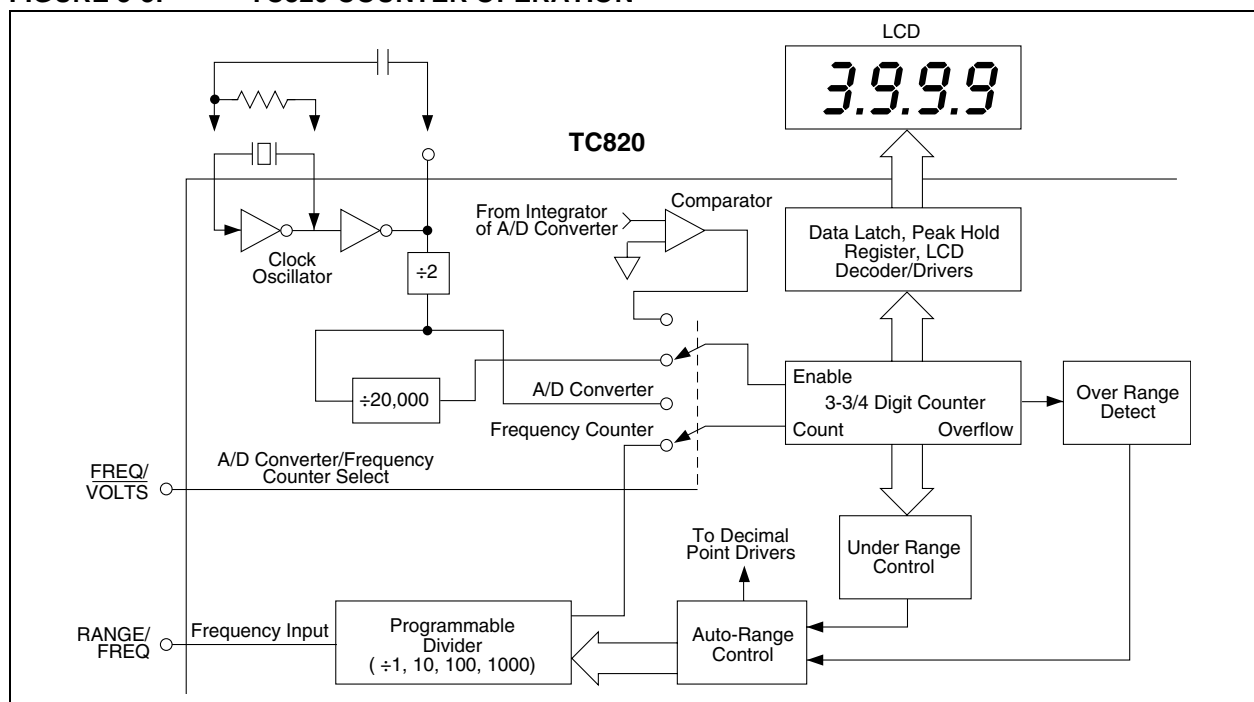 LCD
3.9.9.9
TC820
Comparator
From Integrator
of A/D Converter
Data Latch, Peak Hold
Register, LCD
Decoder/Drivers
Clock
Oscillator
÷2
÷20,000
A/D Converter
Frequency Counter
Enable
3-3/4 Digit Counter
Count
Overflow
Over Range
Detect
A/D Converter/Frequency
Counter Select
FREQ/
VOLTS
To Decimal
Point Drivers
Under Range
Control
RANGE/
FREQ
Frequency Input
Programmable
Divider
( ÷1, 10, 100, 1000)
Auto-Range
Control